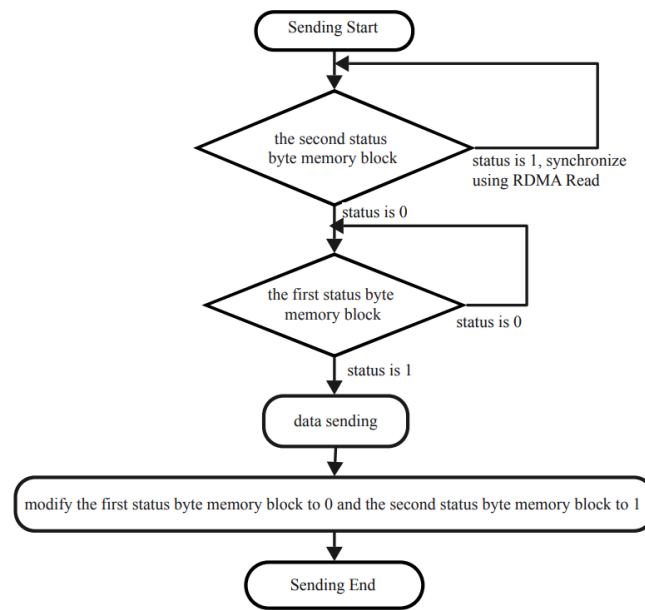 Sending Start
the second status
byte memory block
status is 1, synchronize
using RDMA Read
status is 0
the first status byte
memory block
status is 0
status is 1
data sending
modify the first status byte memory block to 0 and the second status byte memory block to 1
Sending End